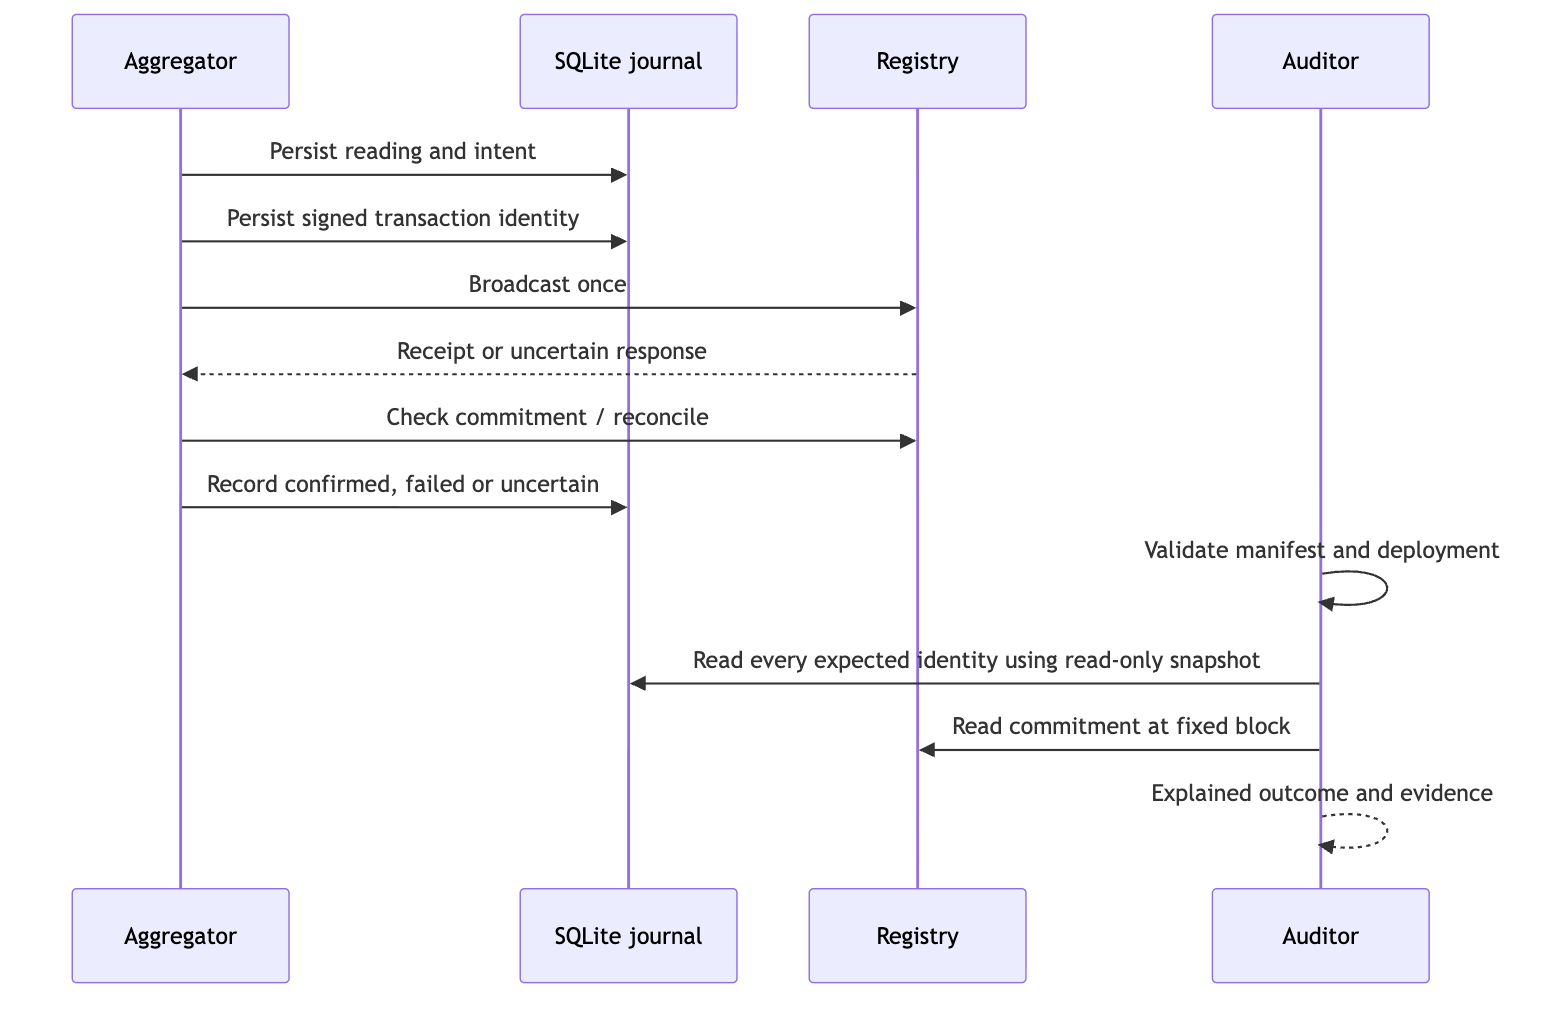 Aggregator
SQLite journal
Registry
Auditor
Persist reading and intent
Persist signed transaction identity
Broadcast once
Receipt or uncertain response
Check commitment / reconcile
Record confirmed, failed or uncertain
Validate manifest and deployment
Read every expected identity using read-only snapshot
Read commitment at fixed block
Explained outcome and evidence
Aggregator
SQLite journal
Registry
Auditor